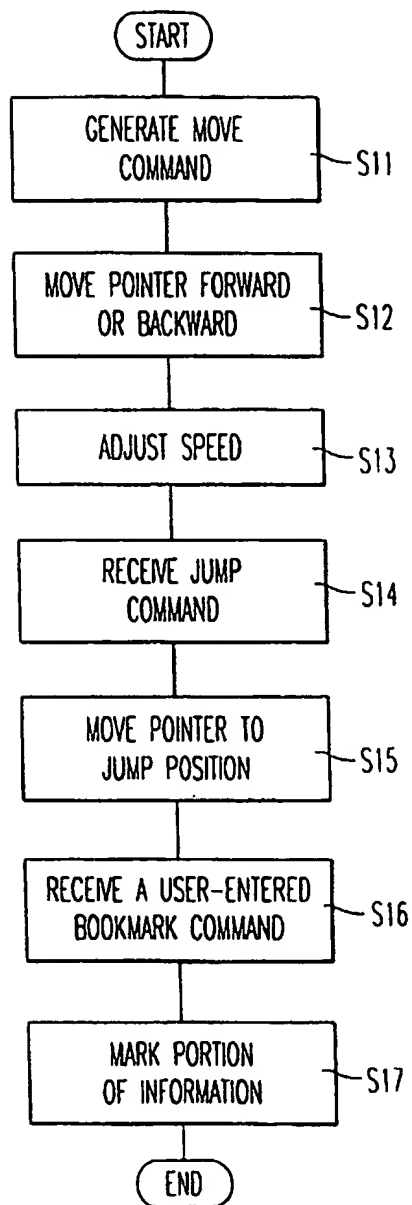 START
GENERATE MOVE
COMMAND
S11
MOVE POINTER FORWARD
OR BACKWARD
S12
ADJUST SPEED
S13
RECEIVE JUMP
COMMAND
S14
MOVE POINTER TO
JUMP POSITION
S15
RECEIVE A USER-ENTERED
BOOKMARK COMMAND
S16
MARK PORTION
OF INFORMATION
S17
END